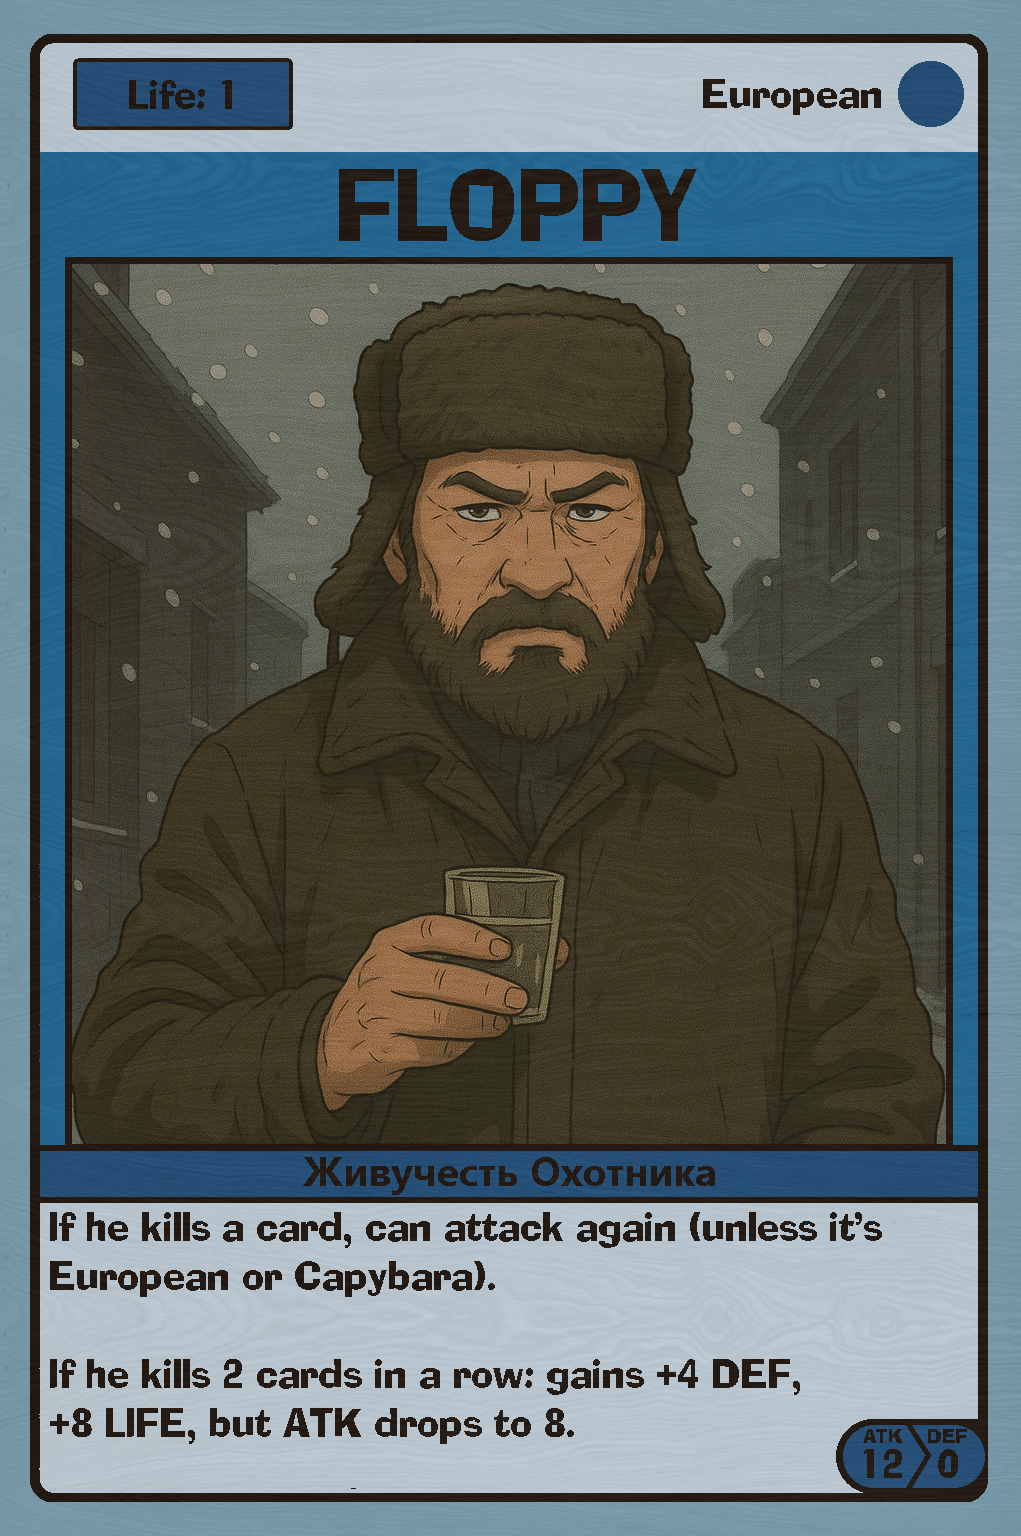 Life: 1
European
FLOPPY
Живучесть Охотника
If he kills a card, can attack again (unless it’s
European or Capybara).
If he kills 2 cards in a row: gains +4 DEF,
+8 LIFE, but ATK drops to 8.
ATK DEF
12 0